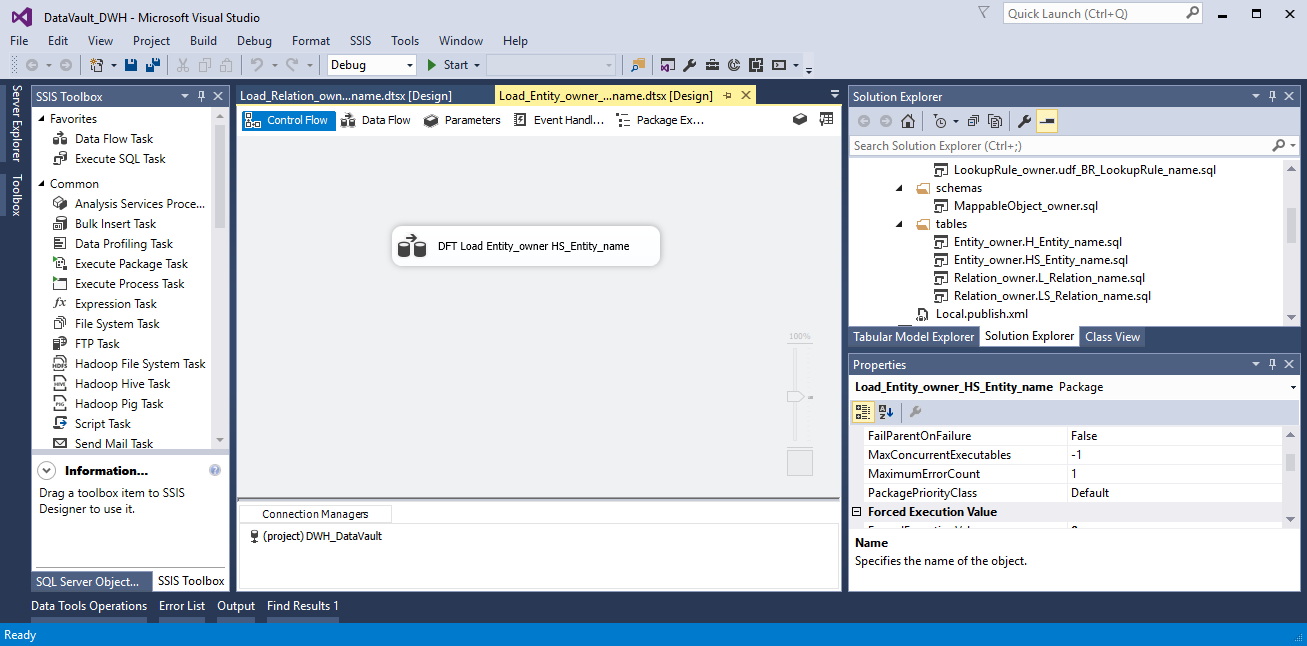 DataVault_DWH - Microsoft Visual Studio
Quick Launch (Ctrl+Q)
File Edit View Project Build Debug Format SSIS Tools Window Help
Debug Start
Server Explorer
Toolbox
SSIS Toolbox
Favorites
Data Flow Task
Execute SQL Task
Common
Analysis Services Proce...
Bulk Insert Task
Data Profiling Task
Execute Package Task
Execute Process Task
Expression Task
File System Task
FTP Task
Hadoop File System Task
Hadoop Hive Task
Hadoop Pig Task
Script Task
Send Mail Task
Information...
Drag a toolbox item to SSIS
Designer to use it.
SQL Server Object... SSIS Toolbox
Load_Relation_own...name.dtsx [Design] Load_Entity_owner_...name.dtsx [Design]
Control Flow Data Flow Parameters Event Handl... Package Ex...
DFT Load Entity_owner HS_Entity_name
100%
Connection Managers
(project) DWH_DataVault
Solution Explorer
Search Solution Explorer (Ctrl+;)
LookupRule_owner.udf_BR_LookupRule_name.sql
schemas
MappableObject_owner.sql
tables
Entity_owner.H_Entity_name.sql
Entity_owner.HS_Entity_name.sql
Relation_owner.L_Relation_name.sql
Relation_owner.LS_Relation_name.sql
Local.publish.xml
Tabular Model Explorer Solution Explorer Class View
Properties
Load_Entity_owner_HS_Entity_name Package
FailParentOnFailure False
MaxConcurrentExecutables -1
MaximumErrorCount 1
PackagePriorityClass Default
Forced Execution Value
Name
Specifies the name of the object.
Data Tools Operations Error List Output Find Results 1
Ready